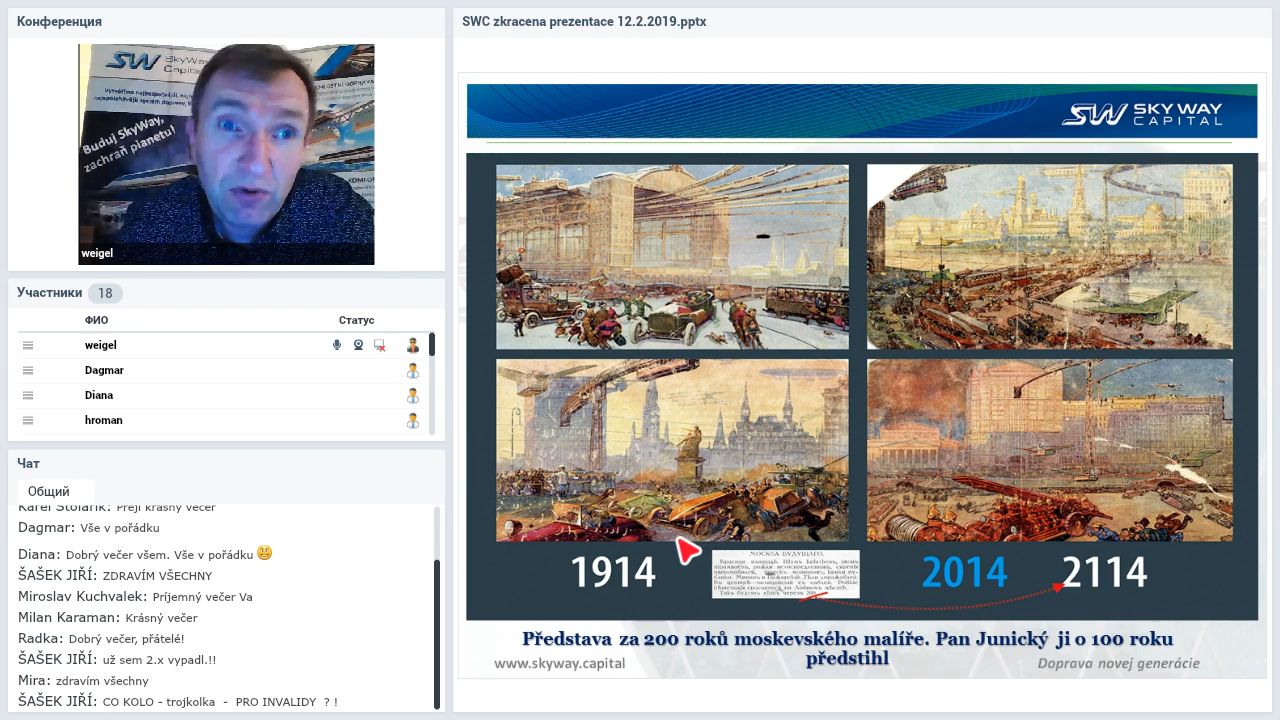 Конференция
SkyWay
Capital
Buduj SkyWay,
zachraň planetu!
weigel
Участники 18
ФИО Статус
weigel
Dagmar
Diana
hroman
Чат
Общий
Karel Stolařík: Přeji krásný večer
Dagmar: Vše v pořádku
Diana: Dobrý večer všem. Vše v pořádku
ŠAŠEK JIŘÍ: ZDRAVÍM VŠECHNY
Miroslav Kuchovský: Príjemný večer Va
Milan Karaman: Krásný večer
Radka: Dobrý večer, přátelé!
ŠAŠEK JIŘÍ: už sem 2.x vypadl.!!
Mira: zdravím všechny
ŠAŠEK JIŘÍ: CO KOLO - trojkolka - PRO INVALIDY ? !
SWC zkracena prezentace 12.2.2019.pptx
SW SKY WAY
CAPITAL
1914
МОСКВА БУДУЩАГО.
2014 2114
Představa za 200 roků moskevského malíře. Pan Junický ji o 100 roku
předstihl
www.skyway.capital
Doprava novej generácie